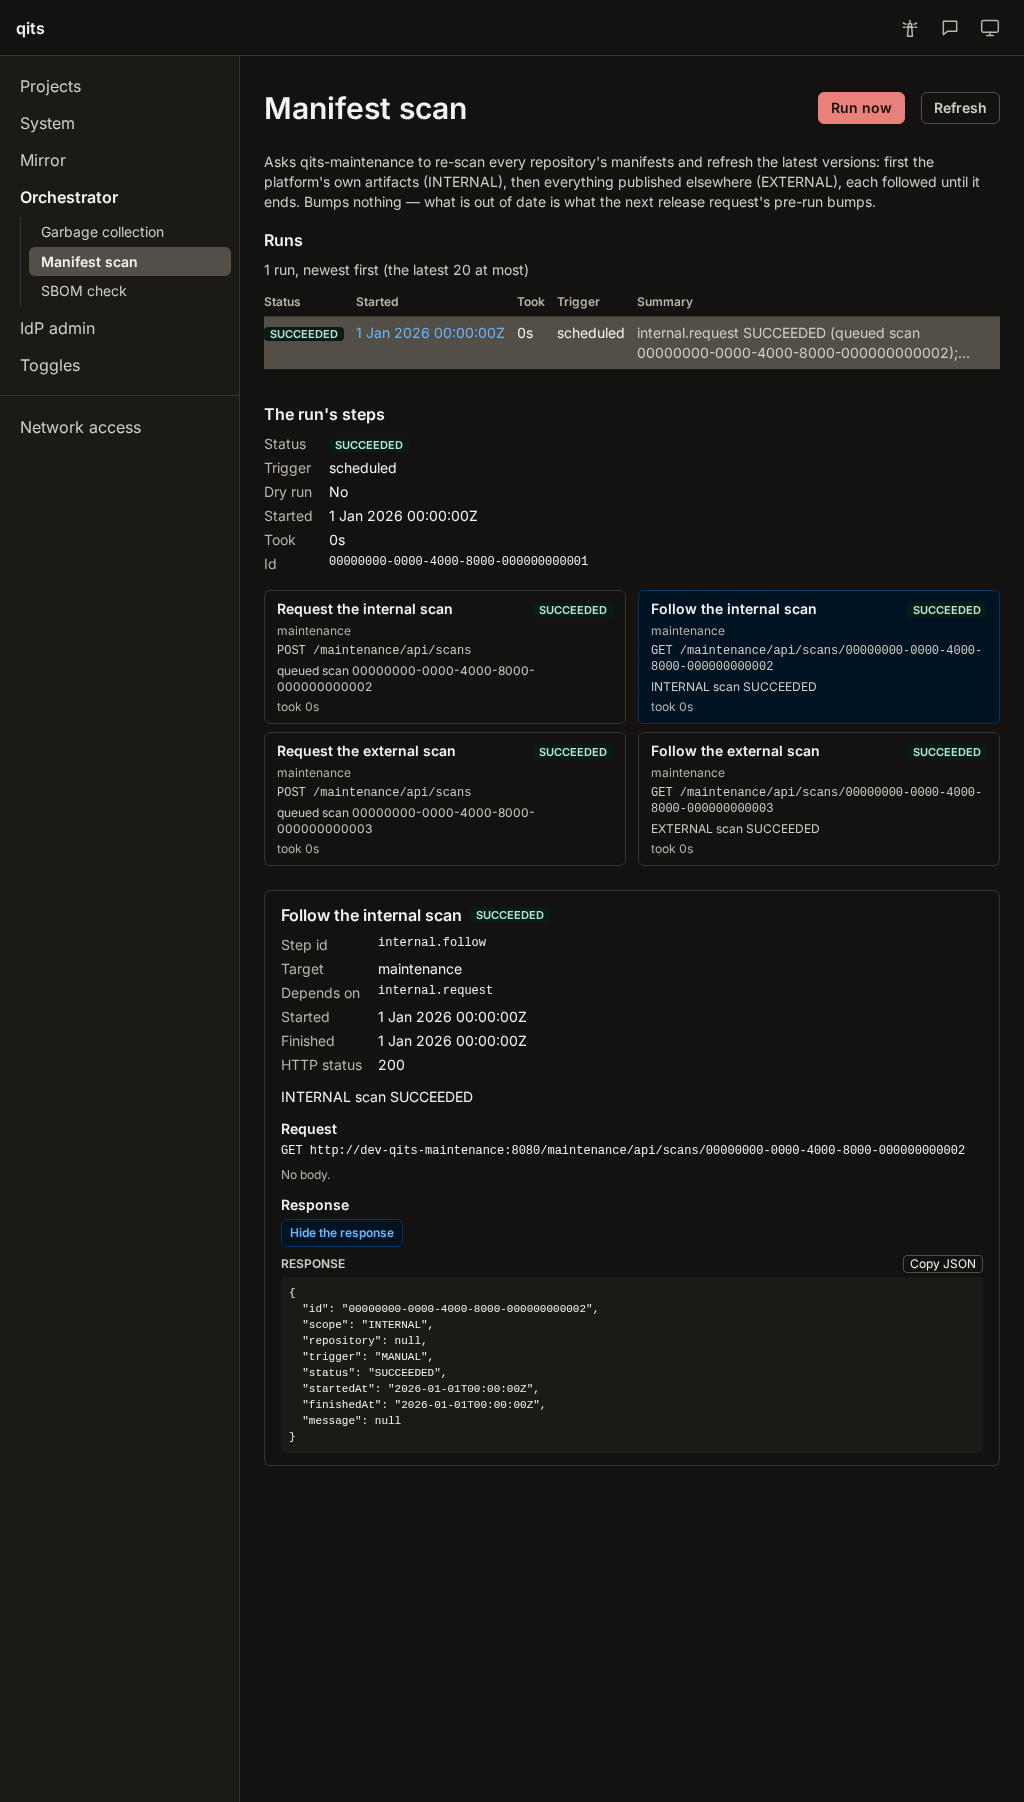 qits
Projects
System
Mirror
Orchestrator
Garbage collection
Manifest scan
SBOM check
IdP admin
Toggles
Network access
Manifest scan
Run now
Refresh
Asks qits-maintenance to re-scan every repository's manifests and refresh the latest versions: first the
platform's own artifacts (INTERNAL), then everything published elsewhere (EXTERNAL), each followed until it
ends. Bumps nothing — what is out of date is what the next release request's pre-run bumps.
Runs
1 run, newest first (the latest 20 at most)
Status Started Took Trigger Summary
SUCCEEDED 1 Jan 2026 00:00:00Z 0s scheduled internal.request SUCCEEDED (queued scan
00000000-0000-4000-8000-000000000002);...
The run's steps
Status SUCCEEDED
Trigger scheduled
Dry run No
Started 1 Jan 2026 00:00:00Z
Took 0s
Id 00000000-0000-4000-8000-000000000001
Request the internal scan SUCCEEDED
maintenance
POST /maintenance/api/scans
queued scan 00000000-0000-4000-8000-
000000000002
took 0s
Follow the internal scan SUCCEEDED
maintenance
GET /maintenance/api/scans/00000000-0000-4000-
8000-000000000002
INTERNAL scan SUCCEEDED
took 0s
Request the external scan SUCCEEDED
maintenance
POST /maintenance/api/scans
queued scan 00000000-0000-4000-8000-
000000000003
took 0s
Follow the external scan SUCCEEDED
maintenance
GET /maintenance/api/scans/00000000-0000-4000-
8000-000000000003
EXTERNAL scan SUCCEEDED
took 0s
Follow the internal scan SUCCEEDED
Step id internal.follow
Target maintenance
Depends on internal.request
Started 1 Jan 2026 00:00:00Z
Finished 1 Jan 2026 00:00:00Z
HTTP status 200
INTERNAL scan SUCCEEDED
Request
GET http://dev-qits-maintenance:8080/maintenance/api/scans/00000000-0000-4000-8000-000000000002
No body.
Response
Hide the response
RESPONSE
Copy JSON
{
"id": "00000000-0000-4000-8000-000000000002",
"scope": "INTERNAL",
"repository": null,
"trigger": "MANUAL",
"status": "SUCCEEDED",
"startedAt": "2026-01-01T00:00:00Z",
"finishedAt": "2026-01-01T00:00:00Z",
"message": null
}